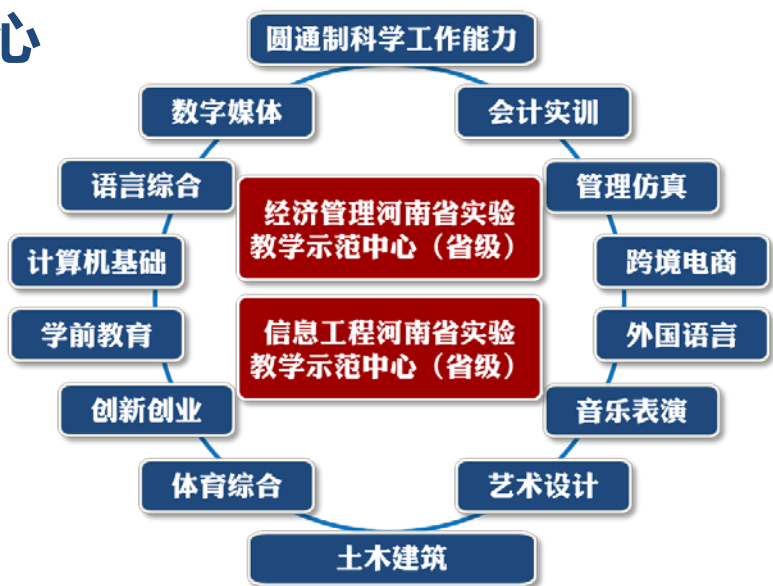 心
圆通制科学工作能力
数字媒体
会计实训
语言综合
管理仿真
经济管理河南省实验
教学示范中心（省级）
计算机基础
跨境电商
信息工程河南省实验
教学示范中心（省级）
学前教育
外国语言
创新创业
音乐表演
体育综合
艺术设计
土木建筑